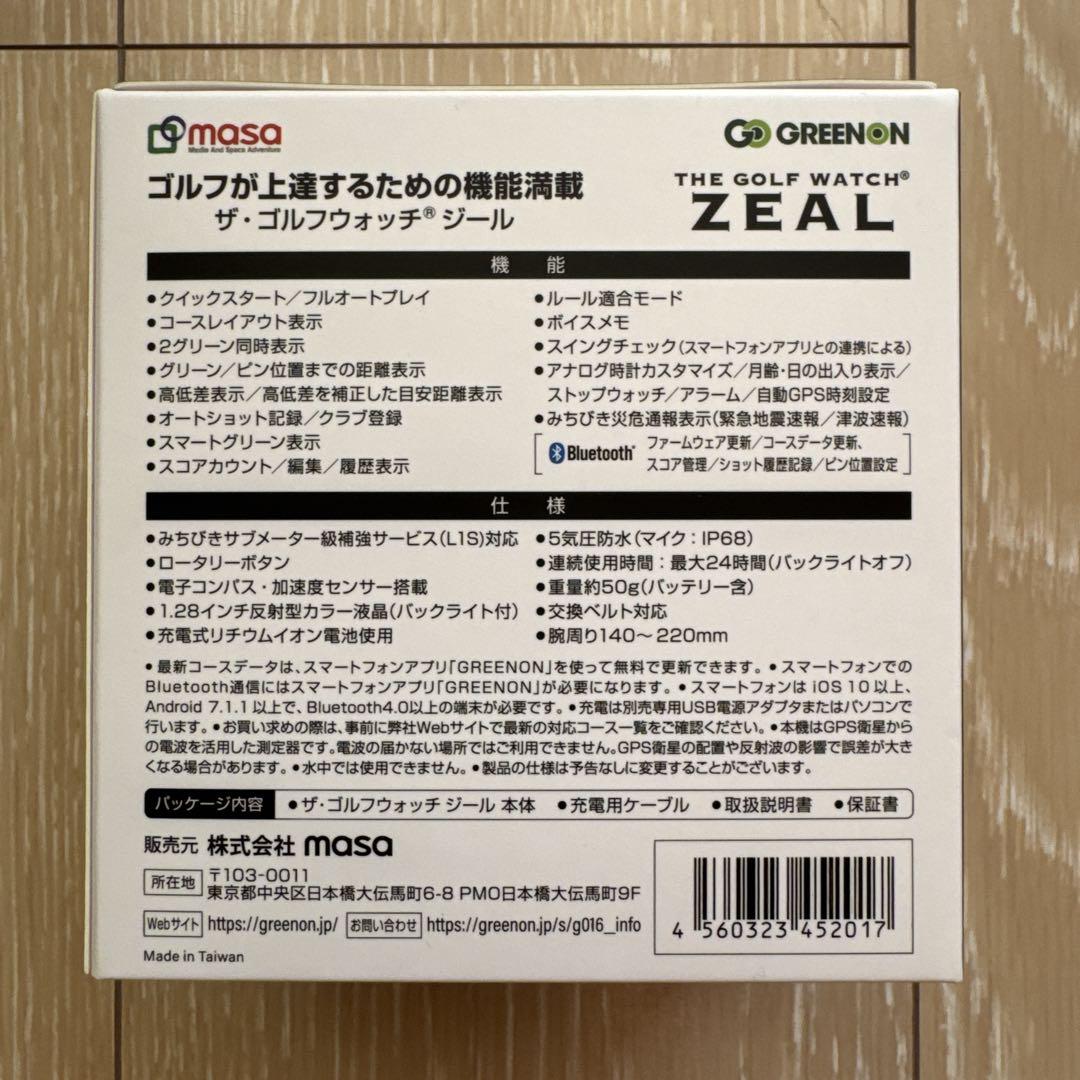 masa
Media And Space Adventure
GREENON
ゴルフが上達するための機能満載
ザ・ゴルフウォッチ® ジール
THE GOLF WATCH®
ZEAL
機 能
•クイックスタート／フルオートプレイ
•コースレイアウト表示
•2グリーン同時表示
•グリーン／ピン位置までの距離表示
•高低差表示／高低差を補正した目安距離表示
•オートショット記録／クラブ登録
•スマートグリーン表示
•スコアカウント／編集／履歴表示
•ルール適合モード
•ボイスメモ
•スイングチェック(スマートフォンアプリとの連携による)
•アナログ時計カスタマイズ／月齢・日の出入り表示／
ストップウォッチ／アラーム／自動GPS時刻設定
•みちびき災危通報表示(緊急地震速報／津波速報)
Bluetooth®
ファームウェア更新／コースデータ更新、
スコア管理／ショット履歴記録／ピン位置設定
仕 様
•みちびきサブメーター級補強サービス(L1S)対応
•ロータリーボタン
•電子コンパス・加速度センサー搭載
•1.28インチ反射型カラー液晶(バックライト付)
•充電式リチウムイオン電池使用
•5気圧防水(マイク：IP68)
•連続使用時間：最大24時間(バックライトオフ)
•重量約50g(バッテリー含)
•交換ベルト対応
•腕周り140～220mm
•最新コースデータは、スマートフォンアプリ「GREENON」を使って無料で更新できます。•スマートフォンでの
Bluetooth通信にはスマートフォンアプリ「GREENON」が必要になります。•スマートフォンは iOS 10 以上、
Android 7.1.1 以上で、Bluetooth4.0以上の端末が必要です。•充電は別売専用USB電源アダプタまたはパソコンで
行います。•お買い求めの際は、事前に弊社Webサイトで最新の対応コース一覧をご確認ください。•本機はGPS衛星から
の電波を活用した測定器です。電波の届かない場所ではご利用できません。GPS衛星の配置や反射波の影響で誤差が大き
くなる場合があります。•水中では使用できません。•製品の仕様は予告なしに変更することがございます。
パッケージ内容 •ザ・ゴルフウォッチ ジール 本体 •充電用ケーブル •取扱説明書 •保証書
販売元 株式会社 masa
所在地 〒103-0011
東京都中央区日本橋大伝馬町6-8 PMO日本橋大伝馬町9F
Webサイト https://greenon.jp/ お問い合わせ https://greenon.jp/s/g016_info
Made in Taiwan
4 560323 452017